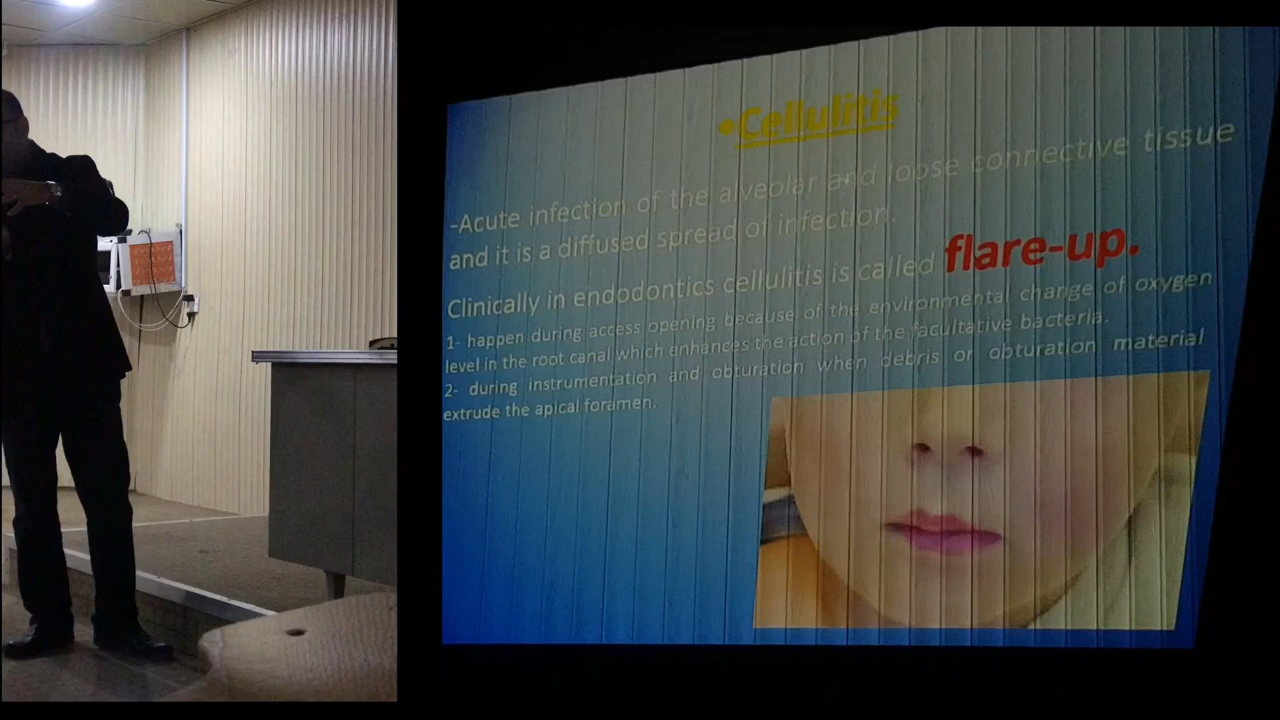 •Cellulitis
-Acute infection of the alveolar and loose connective tissue
and it is a diffused spread of infection.
Clinically in endodontics cellulitis is called flare-up.
1- happen during access opening because of the environmental change of oxygen
level in the root canal which enhances the action of the facultative bacteria.
2- during instrumentation and obturation when debris or obturation material
extrude the apical foramen.